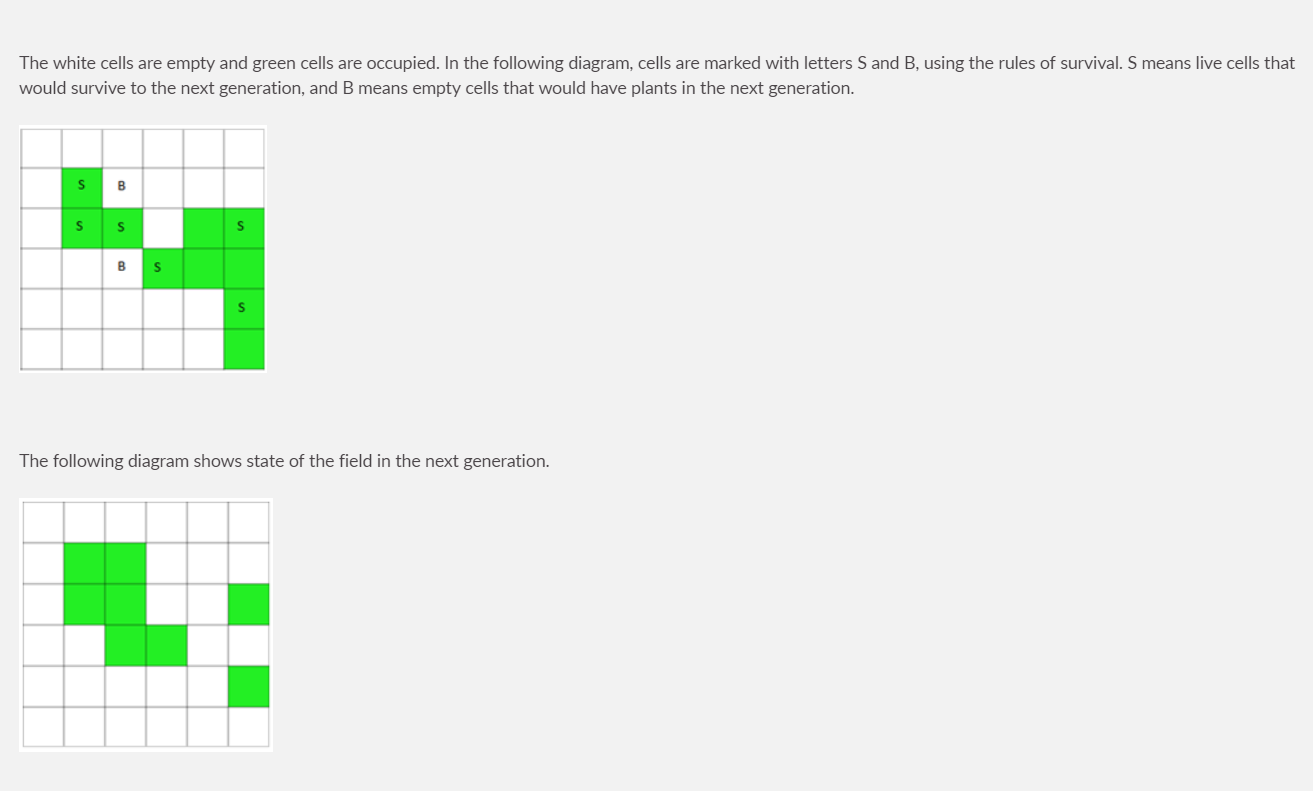 The white cells are empty and green cells are occupied. In the following diagram, cells are marked with letters S and B, using the rules of survival. S means live cells that
would survive to the next generation, and B means empty cells that would have plants in the next generation.
S B
S S S
B S
S
The following diagram shows state of the field in the next generation.